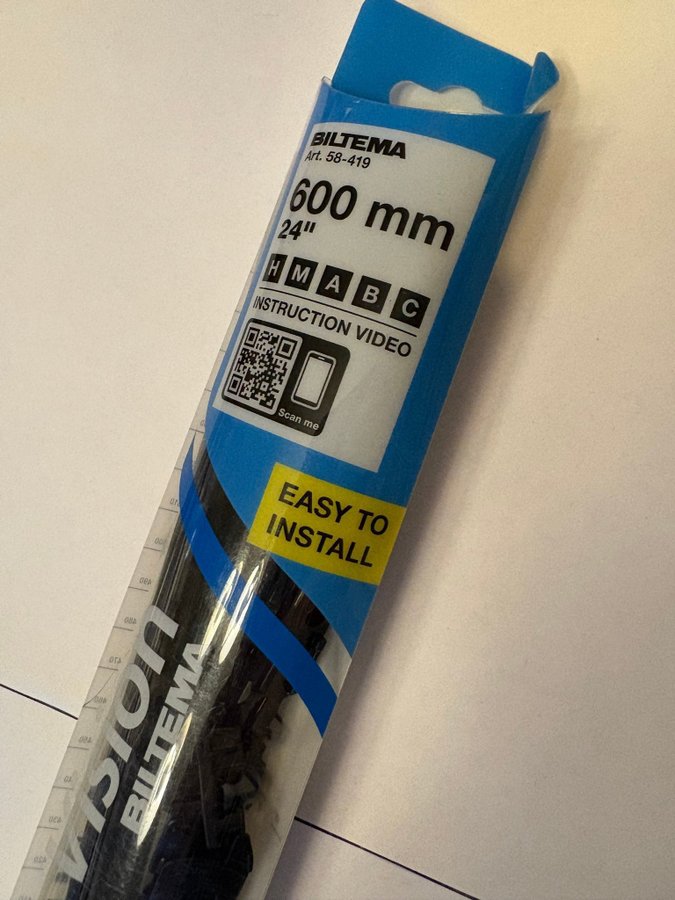 BILTEMA
Art. 58-419
600 mm
24"
H M A B C
INSTRUCTION VIDEO
Scan me
EASY TO
INSTALL
vision
BILTEMA